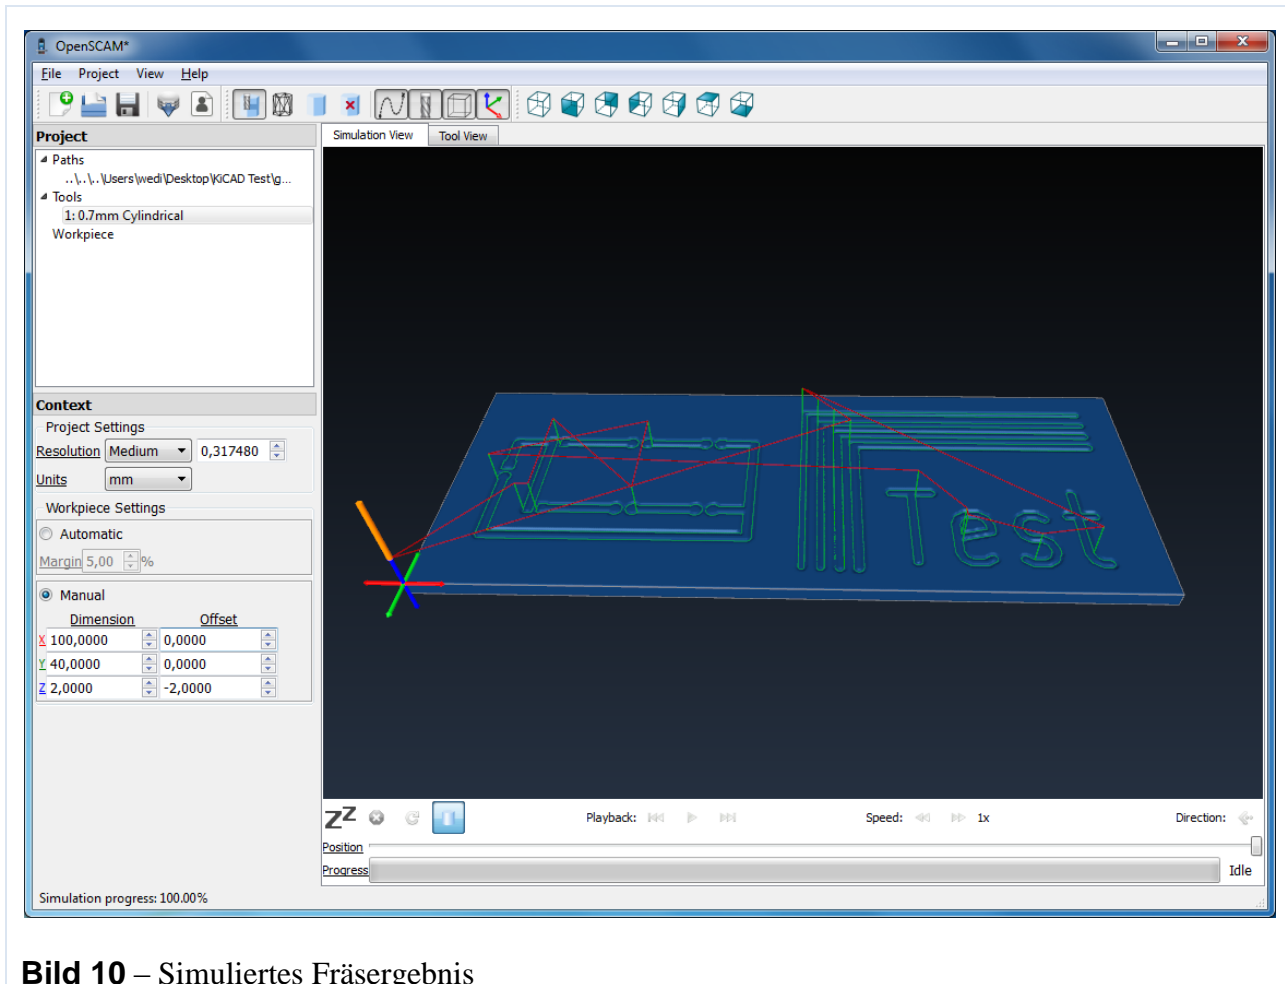 OpenSCAM*
File Project View Help
Project
Simulation View Tool View
Paths
..\..\..\Users\wedi\Desktop\KiCAD Test\g...
Tools
1: 0.7mm Cylindrical
Workpiece
Test
Context
Project Settings
Resolution Medium 0,317480
Units mm
Workpiece Settings
Automatic
Margin 5,00 %
Manual
Dimension Offset
X 100,0000 0,0000
Y 40,0000 0,0000
Z 2,0000 -2,0000
zZ Playback: Speed: 1x Direction:
Position
Progress Idle
Simulation progress: 100.00%
Bild 10 – Simuliertes Fräsergebnis